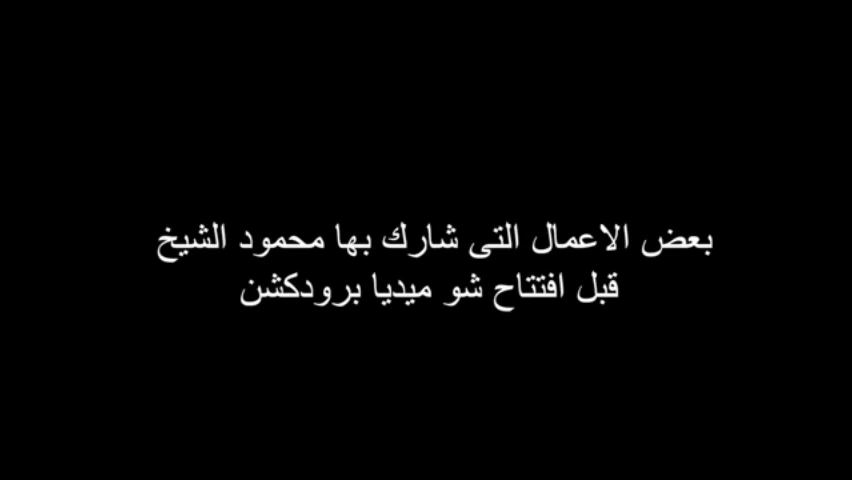 بعض الاعمال التى شارك بها محمود الشيخ
قبل افتتاح شو ميديا برودكشن